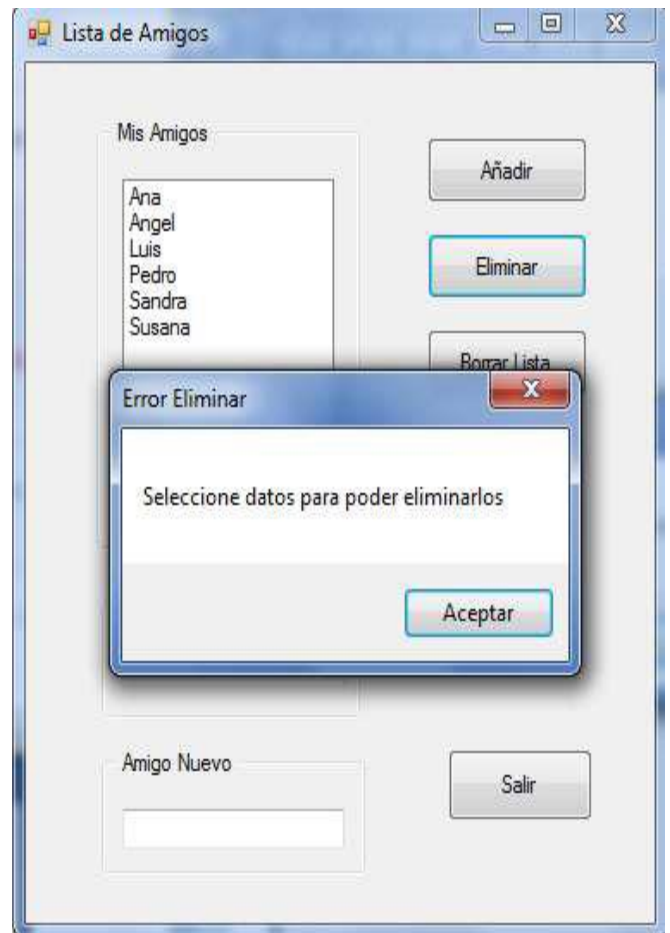 Lista de Amigos
Mis Amigos
Añadir
Ana
Angel
Luis
Pedro
Sandra
Susana
Eliminar
Borrar Lista
Error Eliminar
Seleccione datos para poder eliminarlos
Aceptar
Amigo Nuevo
Salir